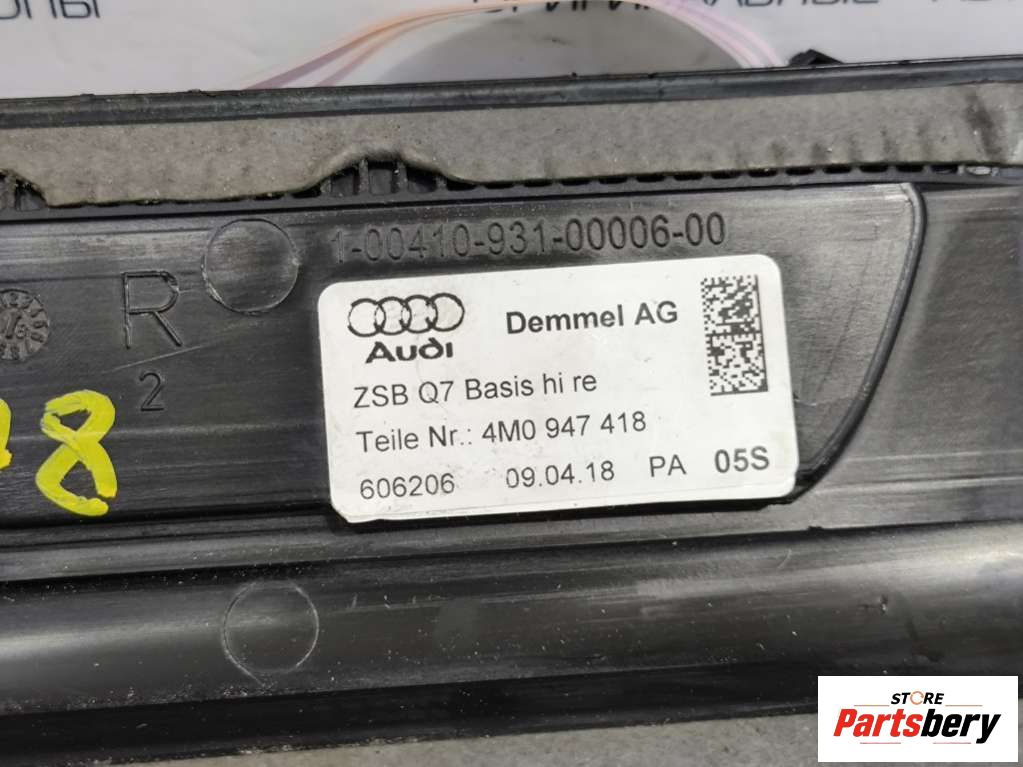 1-00410-931-00006-00
R
2
8
Audi
Demmel AG
ZSB Q7 Basis hi re
Teile Nr.: 4M0 947 418
606206 09.04.18 PA 05S
STORE
Partsbery